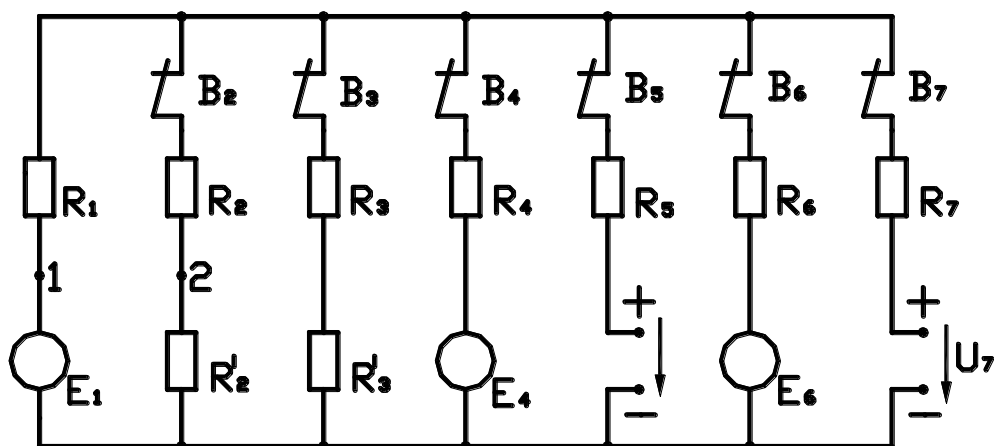 B2 B3 B4 B5 B6 B7
R1 R2 R3 R4 R5 R6 R7
1 2
+ +
E1 R'2 R'3 E4 E6 U7
− −